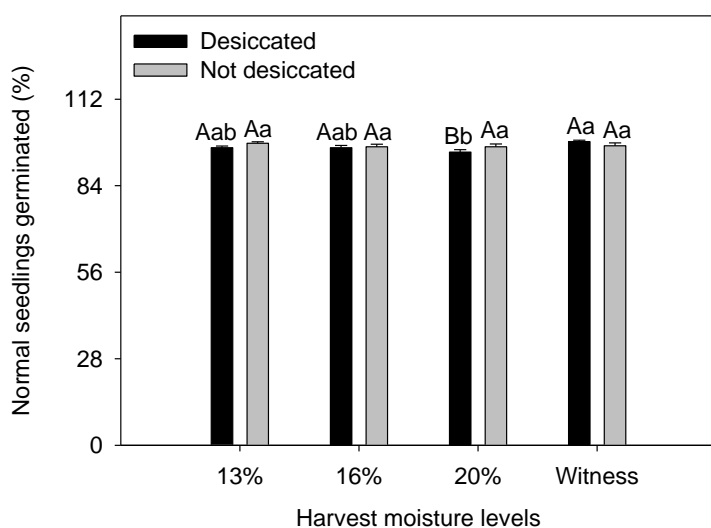 Desiccated
Not desiccated
Normal seedlings germinated (%)
112
84
56
28
0
Aab Aa Aab Aa Bb Aa Aa Aa
13% 16% 20% Witness
Harvest moisture levels